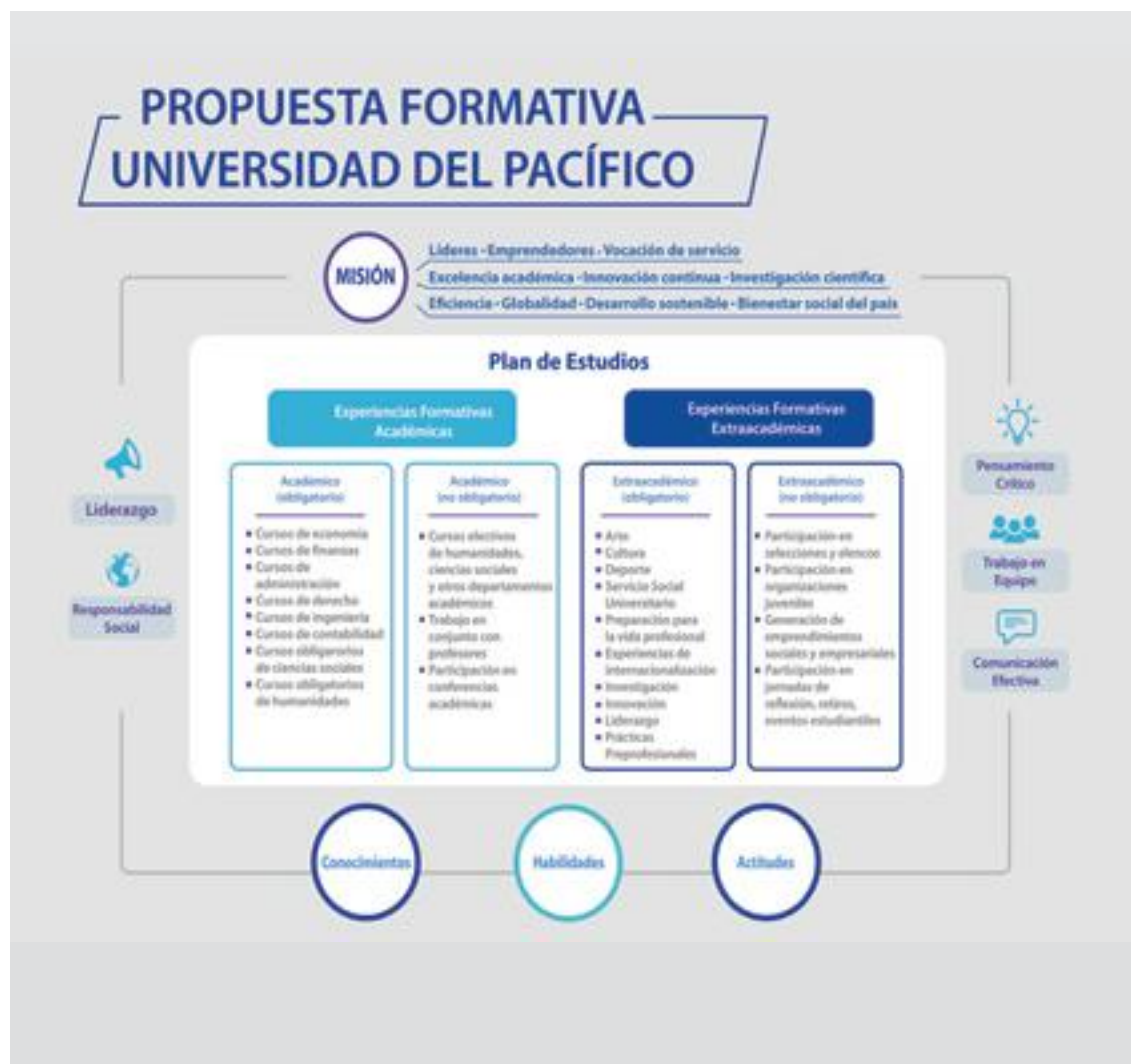 PROPUESTA FORMATIVA
UNIVERSIDAD DEL PACÍFICO
MISIÓN
Líderes - Emprendedores - Vocación de servicio
Excelencia académica - Innovación continua - Investigación científica
Eficiencia - Globalidad - Desarrollo sostenible - Bienestar social del país
Plan de Estudios
Experiencias Formativas
Académicas
Experiencias Formativas
Extraacadémicas
Académico
(obligatorio)
Cursos de economía
Cursos de finanzas
Cursos de
administración
Cursos de derecho
Cursos de ingeniería
Cursos de contabilidad
Cursos obligatorios
de ciencias sociales
Cursos obligatorios
de humanidades
Académico
(no obligatorio)
Cursos electivos
de humanidades,
ciencias sociales
y otros departamentos
académicos
Trabajo en
conjunto con
profesores
Participación en
conferencias
académicas
Extraacadémico
(obligatorio)
Arte
Cultura
Deporte
Servicio Social
Universitario
Preparación para
la vida profesional
Experiencias de
internacionalización
Investigación
Innovación
Liderazgo
Prácticas
Preprofesionales
Extraacadémico
(no obligatorio)
Participación en
selecciones y elencos
Participación en
organizaciones
juveniles
Generación de
emprendimientos
sociales y empresariales
Participación en
jornadas de
reflexión, retiros,
eventos estudiantiles
Liderazgo
Responsabilidad
Social
Pensamiento
Crítico
Trabajo en
Equipo
Comunicación
Efectiva
Conocimientos
Habilidades
Actitudes